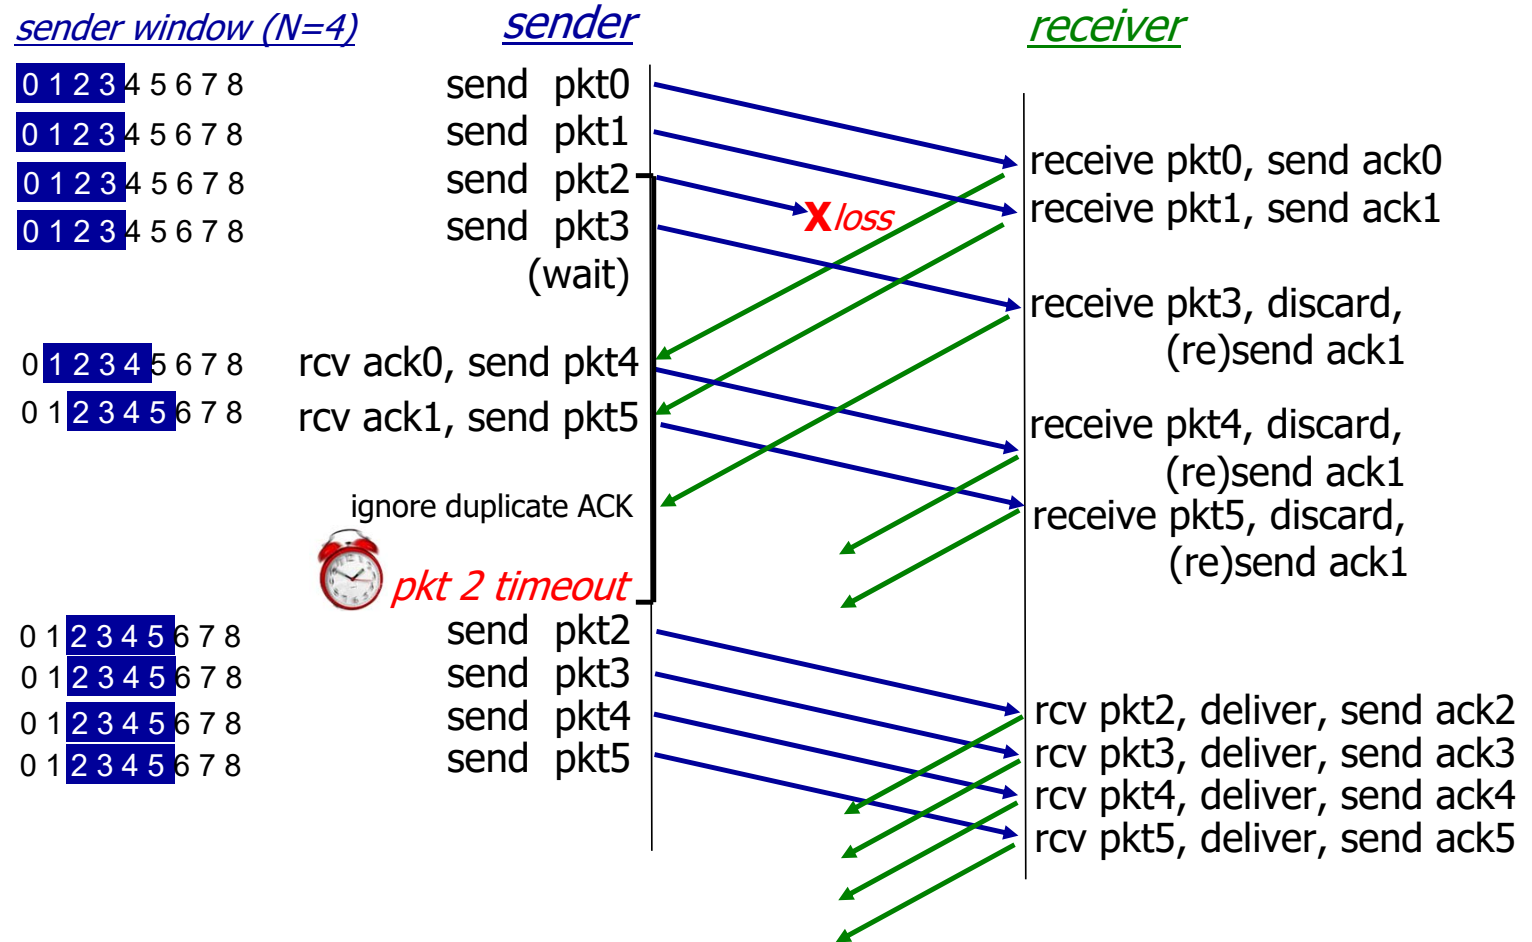 sender window (N=4) sender receiver
0 1 2 3 4 5 6 7 8 send pkt0
0 1 2 3 4 5 6 7 8 send pkt1
receive pkt0, send ack0
0 1 2 3 4 5 6 7 8 send pkt2
X loss
receive pkt1, send ack1
0 1 2 3 4 5 6 7 8 send pkt3
(wait)
receive pkt3, discard,
(re)send ack1
0 1 2 3 4 5 6 7 8 rcv ack0, send pkt4
0 1 2 3 4 5 6 7 8 rcv ack1, send pkt5
receive pkt4, discard,
(re)send ack1
ignore duplicate ACK
receive pkt5, discard,
(re)send ack1
pkt 2 timeout
0 1 2 3 4 5 6 7 8 send pkt2
0 1 2 3 4 5 6 7 8 send pkt3
0 1 2 3 4 5 6 7 8 send pkt4
0 1 2 3 4 5 6 7 8 send pkt5
rcv pkt2, deliver, send ack2
rcv pkt3, deliver, send ack3
rcv pkt4, deliver, send ack4
rcv pkt5, deliver, send ack5